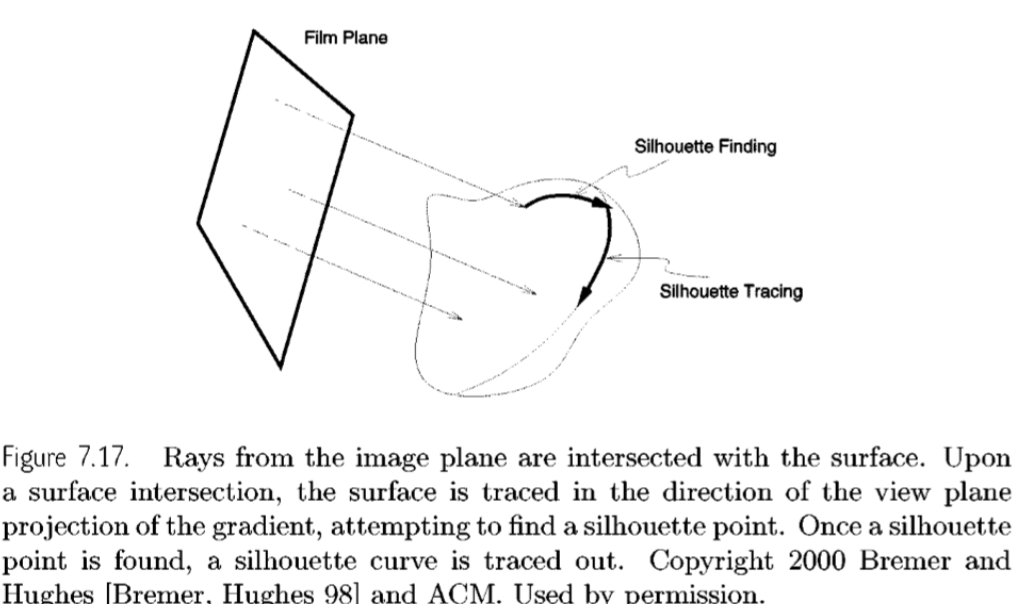 Film Plane
Silhouette Finding
Silhouette Tracing
Figure 7.17. Rays from the image plane are intersected with the surface. Upon
a surface intersection, the surface is traced in the direction of the view plane
projection of the gradient, attempting to find a silhouette point. Once a silhouette
point is found, a silhouette curve is traced out. Copyright 2000 Bremer and
Hughes [Bremer, Hughes 98] and ACM. Used by permission.